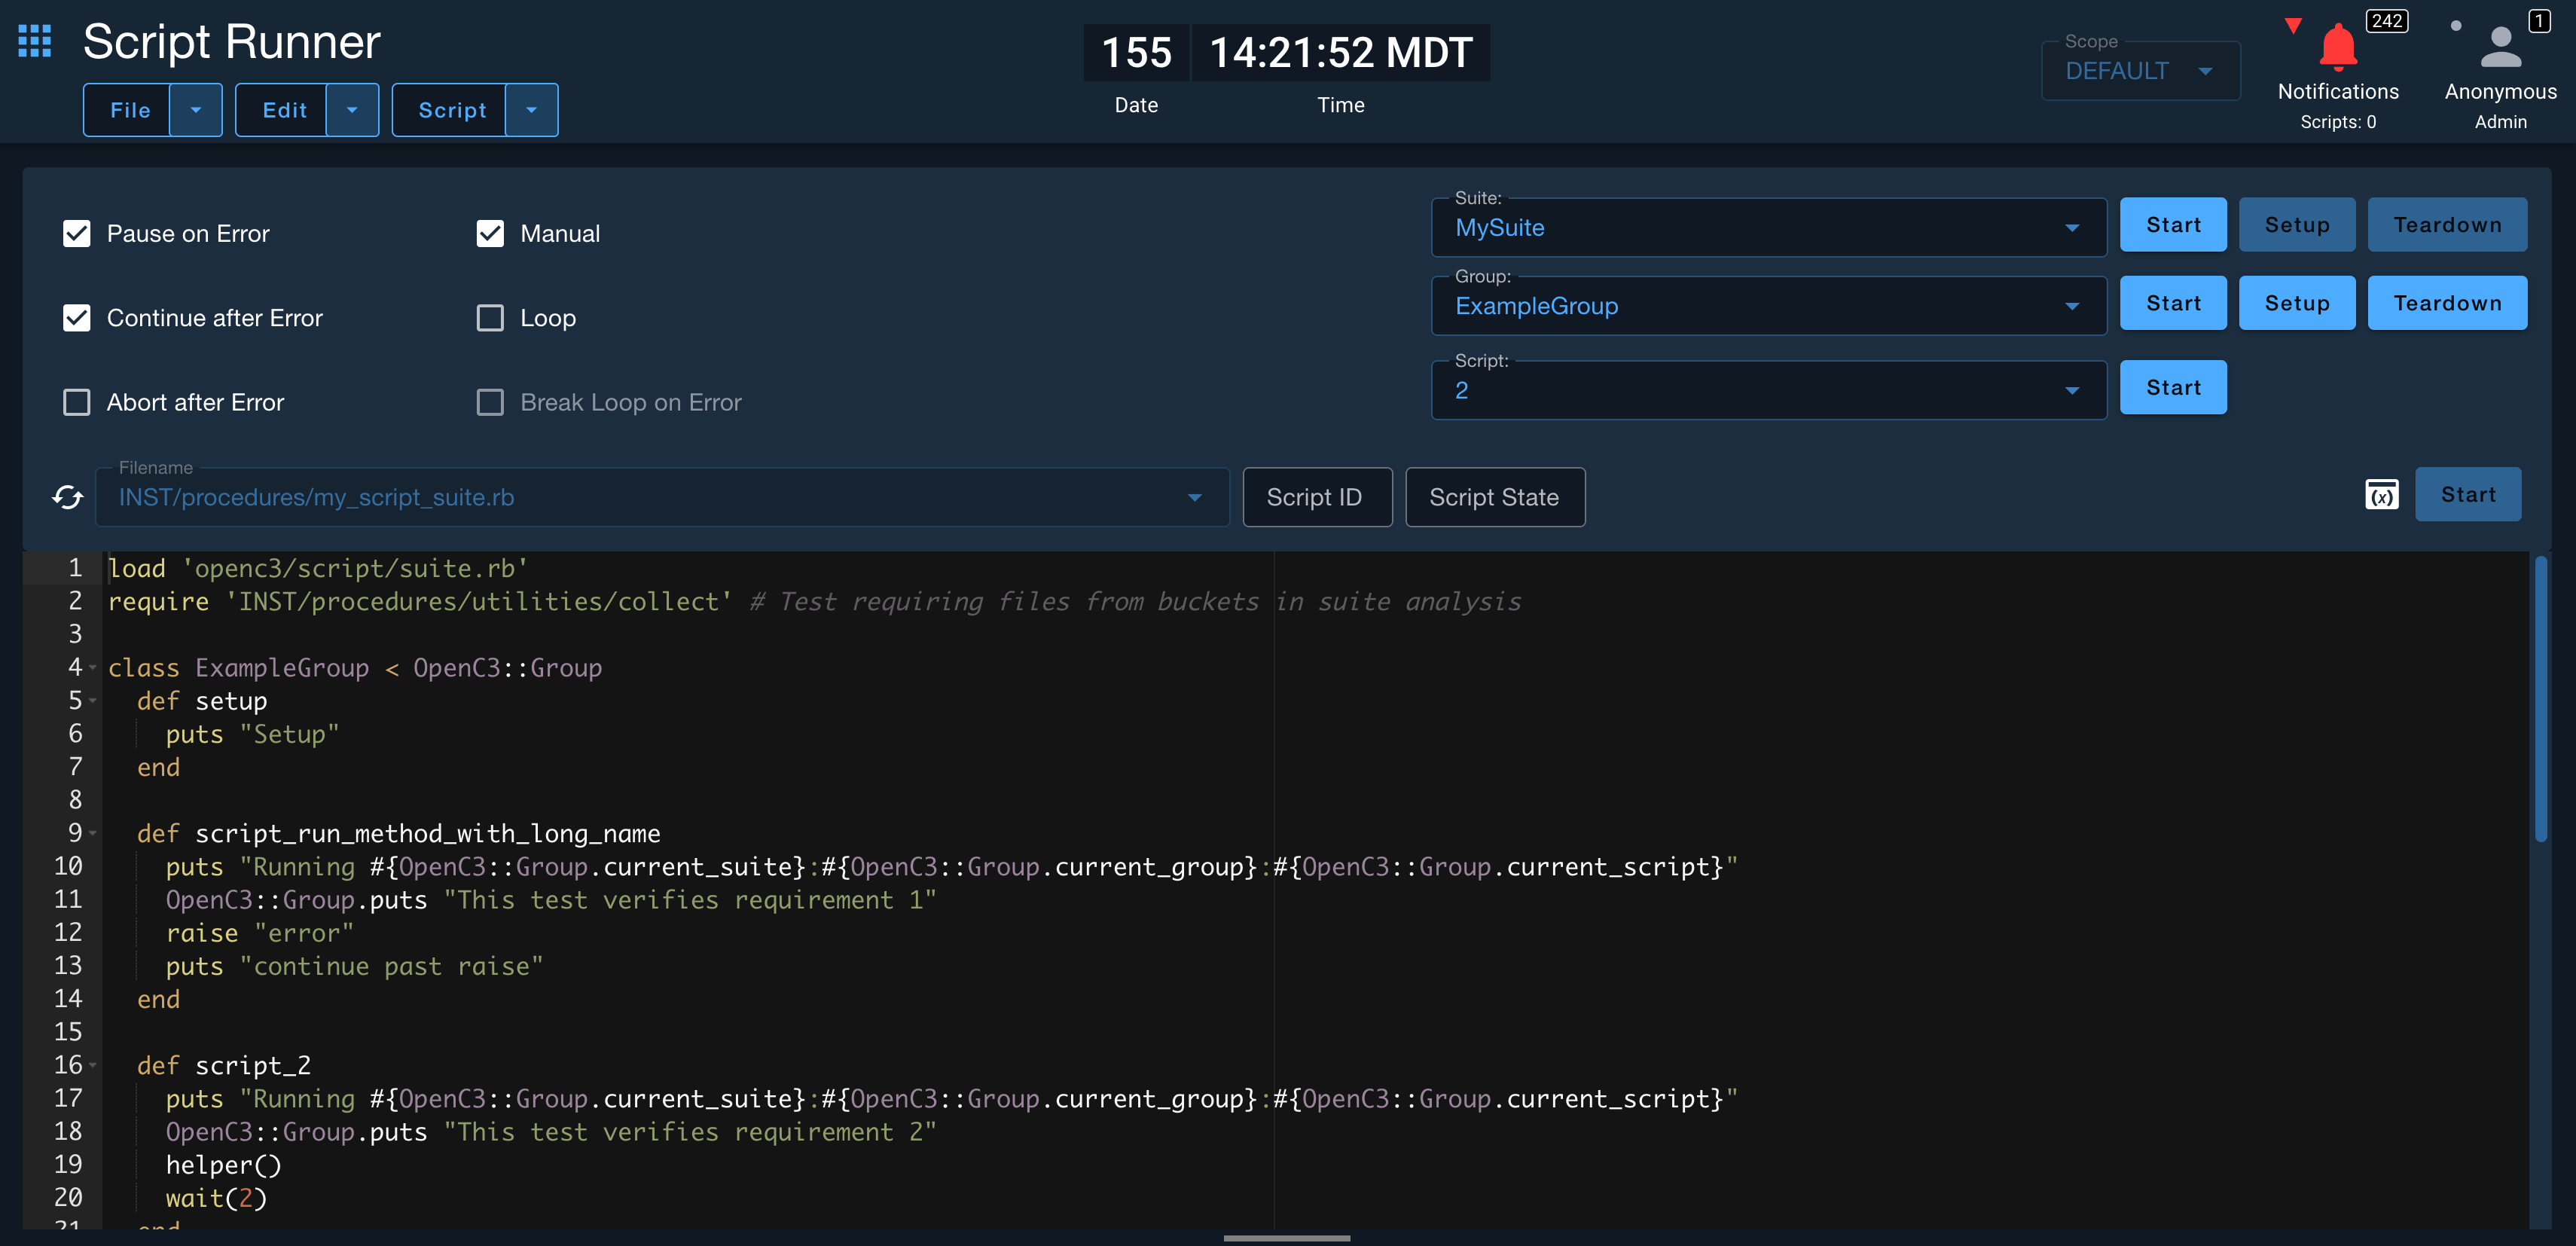 Script Runner
File
Edit
Script
155
14:21:52 MDT
Date
Time
Scope
DEFAULT
242
Notifications
Scripts: 0
1
Anonymous
Admin
Pause on Error
Manual
Continue after Error
Loop
Abort after Error
Break Loop on Error
Suite:
MySuite
Start
Setup
Teardown
Group:
ExampleGroup
Start
Setup
Teardown
Script:
2
Start
Filename
INST/procedures/my_script_suite.rb
Script ID
Script State
(x)
Start
1 load 'openc3/script/suite.rb'
2 require 'INST/procedures/utilities/collect' # Test requiring files from buckets in suite analysis
3
4 class ExampleGroup < OpenC3::Group
5 def setup
6 puts "Setup"
7 end
8
9 def script_run_method_with_long_name
10 puts "Running #{OpenC3::Group.current_suite}:#{OpenC3::Group.current_group}:#{OpenC3::Group.current_script}"
11 OpenC3::Group.puts "This test verifies requirement 1"
12 raise "error"
13 puts "continue past raise"
14 end
15
16 def script_2
17 puts "Running #{OpenC3::Group.current_suite}:#{OpenC3::Group.current_group}:#{OpenC3::Group.current_script}"
18 OpenC3::Group.puts "This test verifies requirement 2"
19 helper()
20 wait(2)
21 end